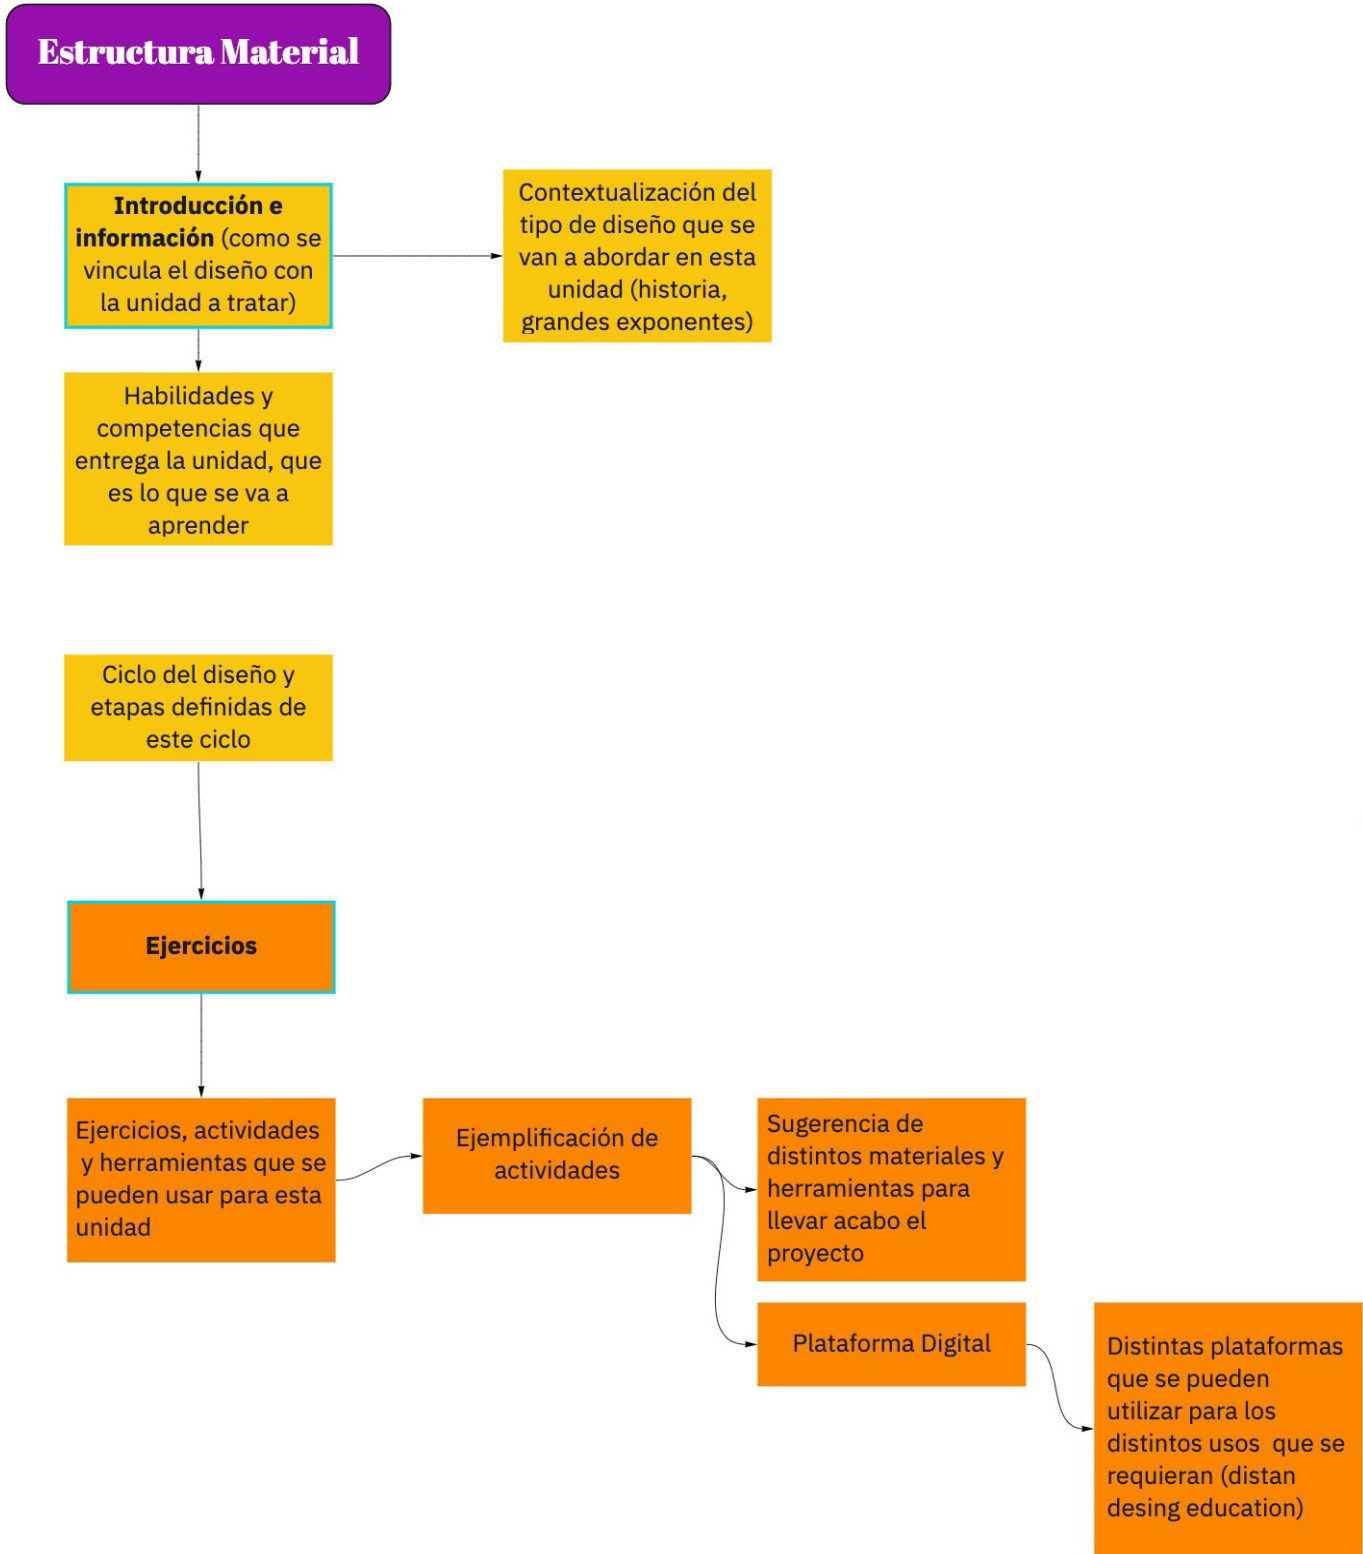 Estructura Material
Introducción e
información (como se
vincula el diseño con
la unidad a tratar)
Contextualización del
tipo de diseño que se
van a abordar en esta
unidad (historia,
grandes exponentes)
Habilidades y
competencias que
entrega la unidad, que
es lo que se va a
aprender
Ciclo del diseño y
etapas definidas de
este ciclo
Ejercicios
Ejercicios, actividades
y herramientas que se
pueden usar para esta
unidad
Ejemplificación de
actividades
Sugerencia de
distintos materiales y
herramientas para
llevar acabo el
proyecto
Plataforma Digital
Distintas plataformas
que se pueden
utilizar para los
distintos usos  que se
requieran (distan
desing education)